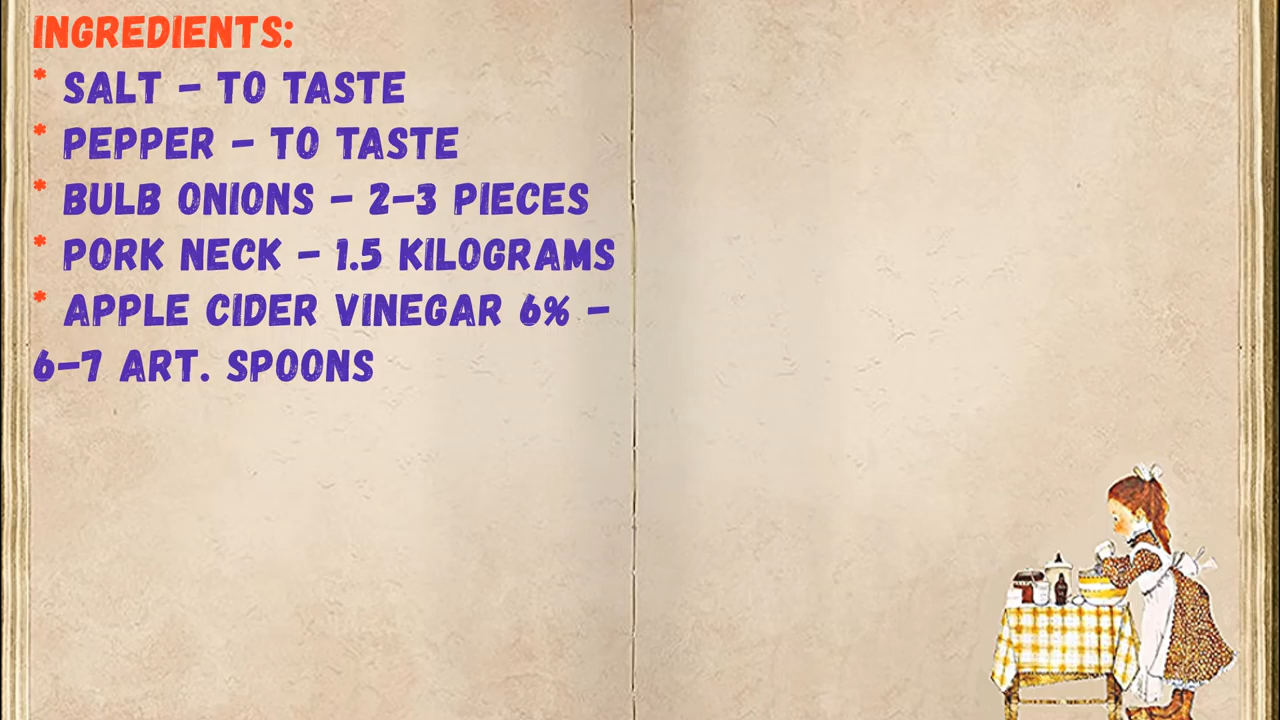 INGREDIENTS:
* SALT - TO TASTE
* PEPPER - TO TASTE
* BULB ONIONS - 2-3 PIECES
* PORK NECK - 1.5 KILOGRAMS
* APPLE CIDER VINEGAR 6% -
6-7 ART. SPOONS